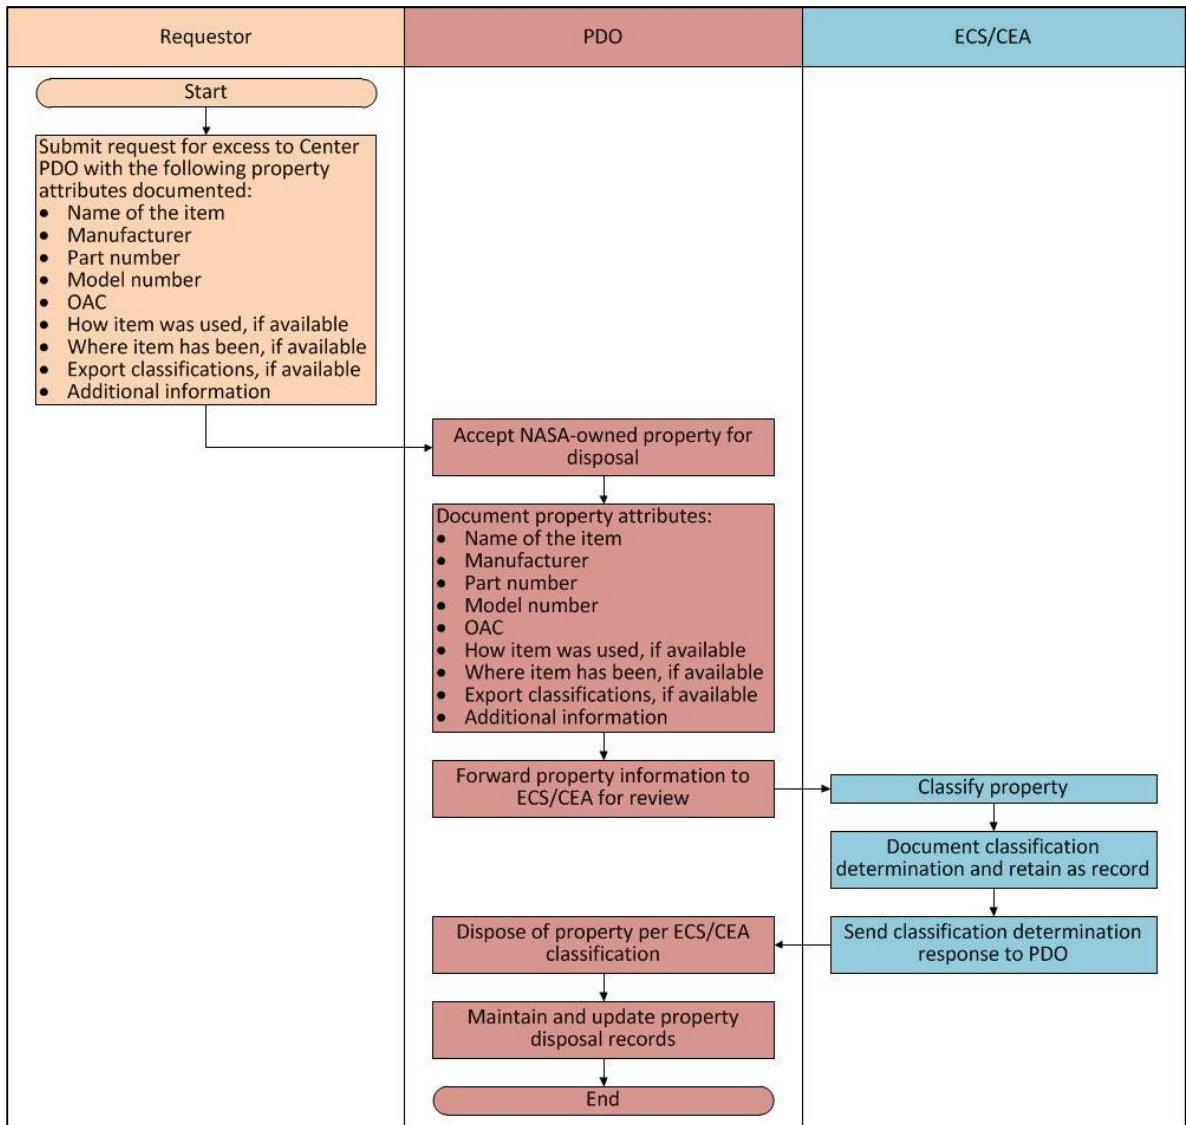 Requestor
PDO
ECS/CEA
Start
Submit request for excess to Center
PDO with the following property
attributes documented:
• Name of the item
• Manufacturer
• Part number
• Model number
• OAC
• How item was used, if available
• Where item has been, if available
• Export classifications, if available
• Additional information
Accept NASA-owned property for
disposal
Document property attributes:
• Name of the item
• Manufacturer
• Part number
• Model number
• OAC
• How item was used, if available
• Where item has been, if available
• Export classifications, if available
• Additional information
Forward property information to
ECS/CEA for review
Classify property
Document classification
determination and retain as record
Send classification determination
response to PDO
Dispose of property per ECS/CEA
classification
Maintain and update property
disposal records
End